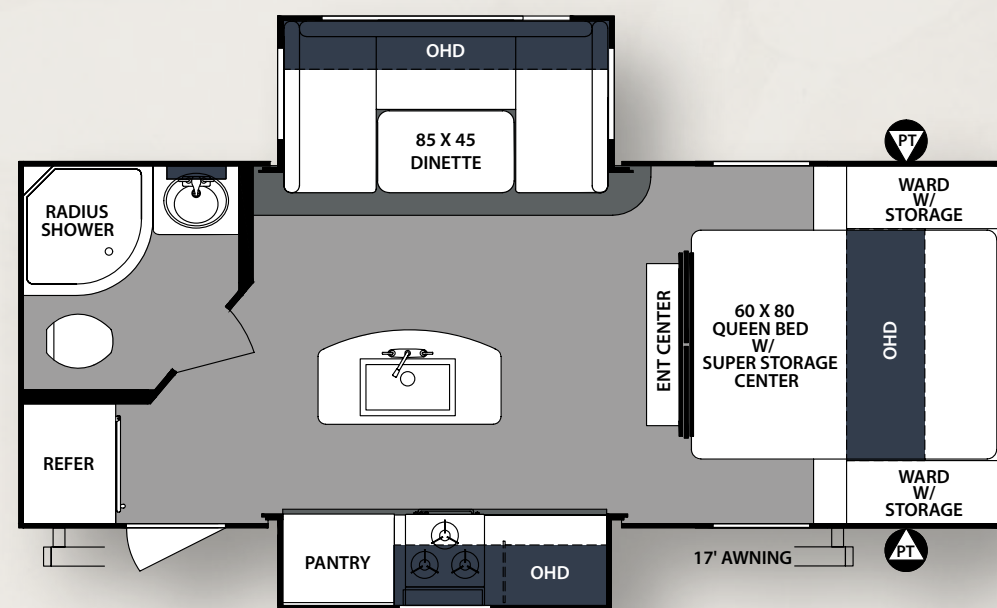 OHD
85 X 45
DINETTE
PT
WARD
W/
STORAGE
RADIUS
SHOWER
ENT CENTER
60 X 80
QUEEN BED
W/
SUPER STORAGE
CENTER
OHD
REFER
WARD
W/
STORAGE
PANTRY
OHD
17' AWNING
PT